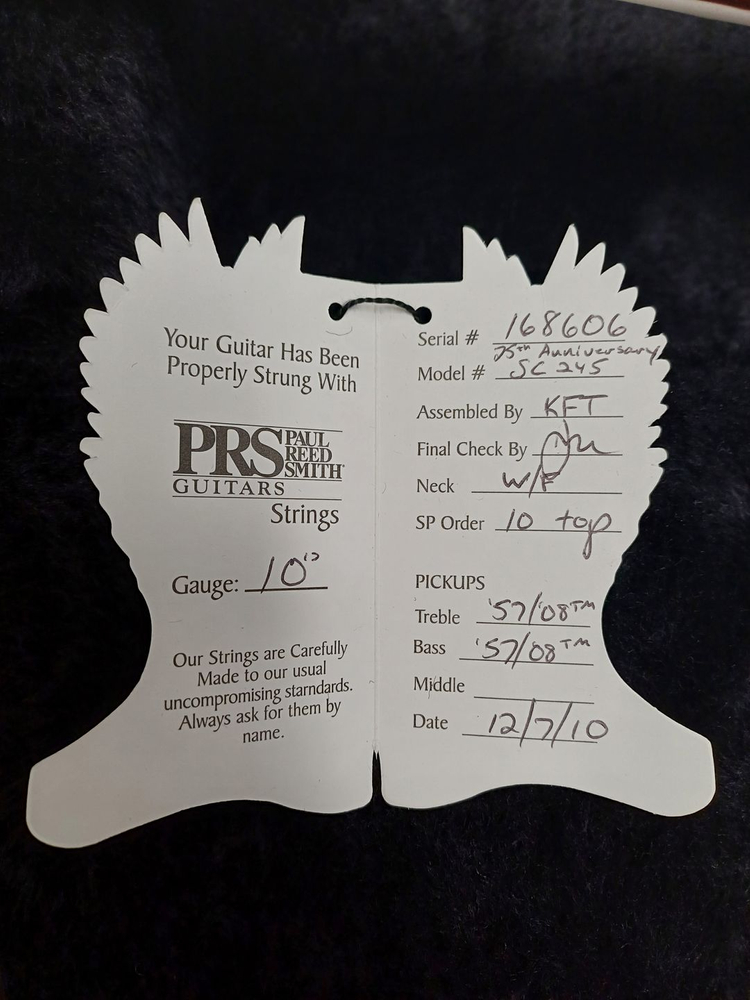 Your Guitar Has Been
Properly Strung With
PRS PAUL
REED
SMITH
GUITARS
Strings
Gauge: 10's
Our Strings are Carefully
Made to our usual
uncompromising starndards.
Always ask for them by
name.
Serial # 168606
25th Anniversary
Model # SC 245
Assembled By KFT
Final Check By
Neck W/F
SP Order 10 top
PICKUPS
Treble '57/'08™
Bass '57/08™
Middle
Date 12/7/10